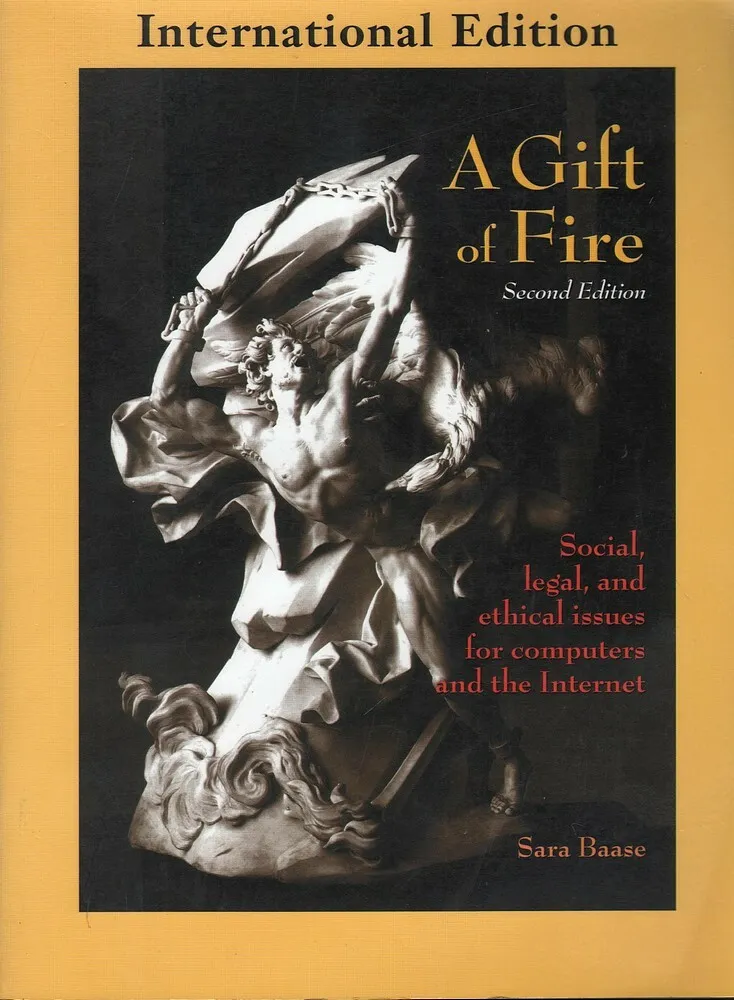 International Edition
A Gift
of Fire
Second Edition
Social,
legal, and
ethical issues
for computers
and the Internet
Sara Baase